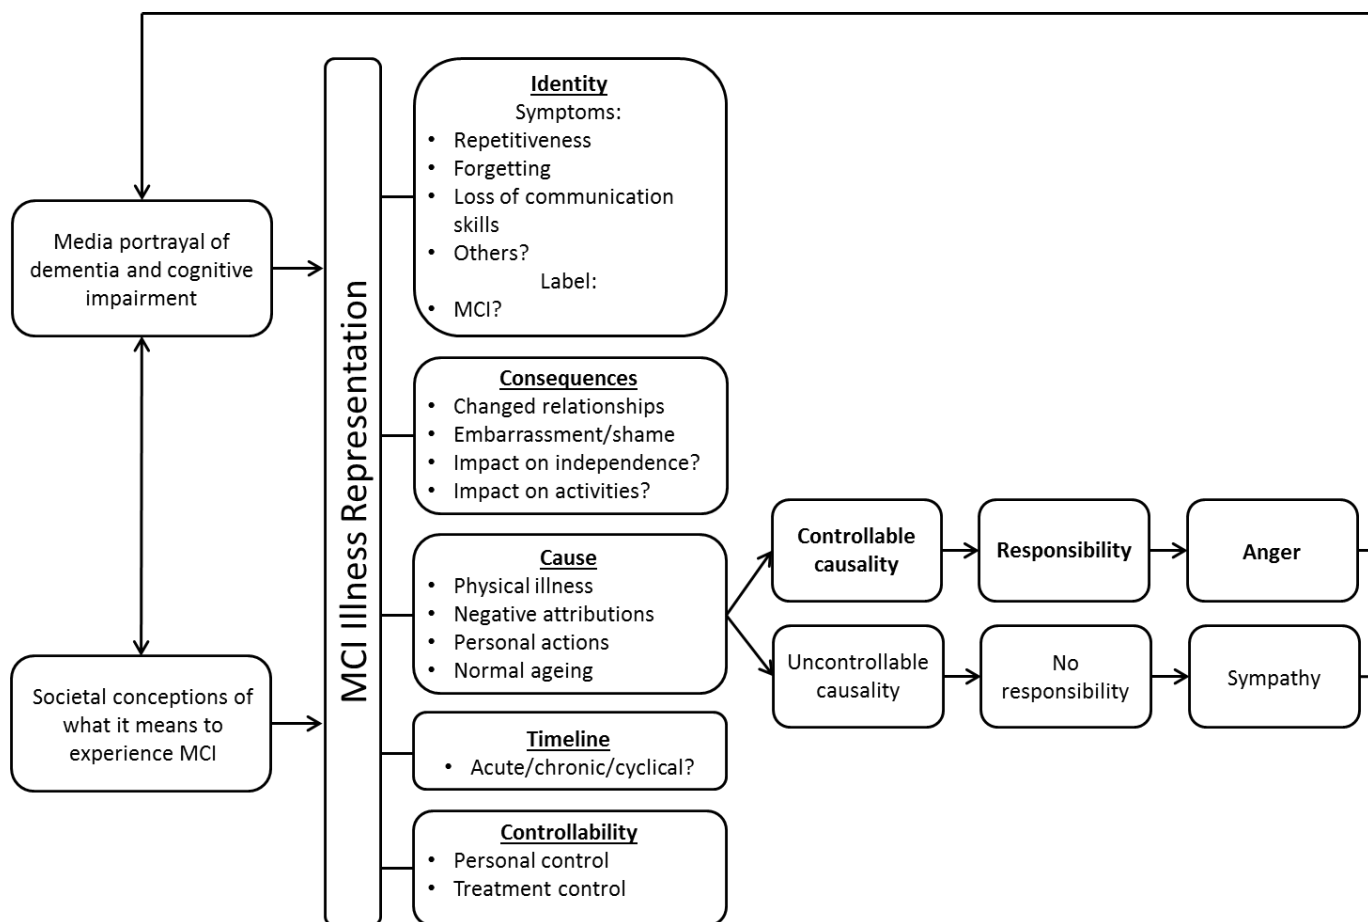 Media portrayal of
dementia and cognitive
impairment
Societal conceptions of
what it means to
experience MCI
MCI Illness Representation
Identity
Symptoms:
• Repetitiveness
• Forgetting
• Loss of communication
skills
• Others?
Label:
• MCI?
Consequences
• Changed relationships
• Embarrassment/shame
• Impact on independence?
• Impact on activities?
Cause
• Physical illness
• Negative attributions
• Personal actions
• Normal ageing
Timeline
• Acute/chronic/cyclical?
Controllability
• Personal control
• Treatment control
Controllable
causality
Responsibility
Anger
Uncontrollable
causality
No
responsibility
Sympathy